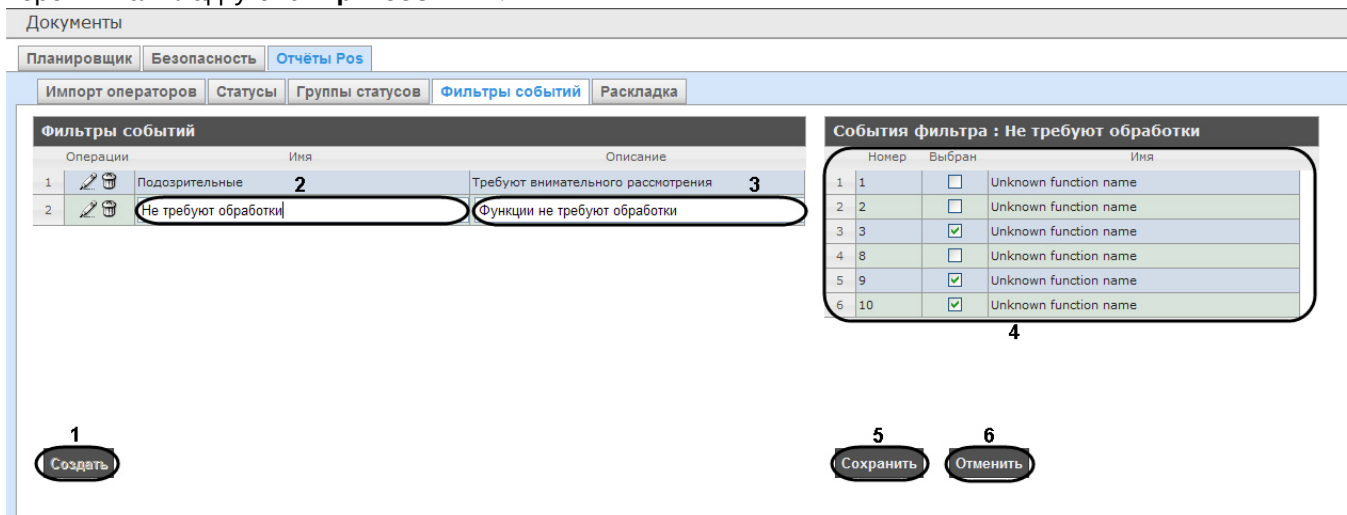 Документы
Планировщик Безопасность Отчёты Pos
Импорт операторов Статусы Группы статусов Фильтры событий Раскладка
Фильтры событий
Операции Имя Описание
1 Подозрительные 2 Требуют внимательного рассмотрения 3
2 Не требуют обработки Функции не требуют обработки
События фильтра : Не требуют обработки
Номер Выбран Имя
1 1 Unknown function name
2 2 Unknown function name
3 3 Unknown function name
4 8 Unknown function name
5 9 Unknown function name
6 10 Unknown function name
4
1
Создать
5 6
Сохранить Отменить